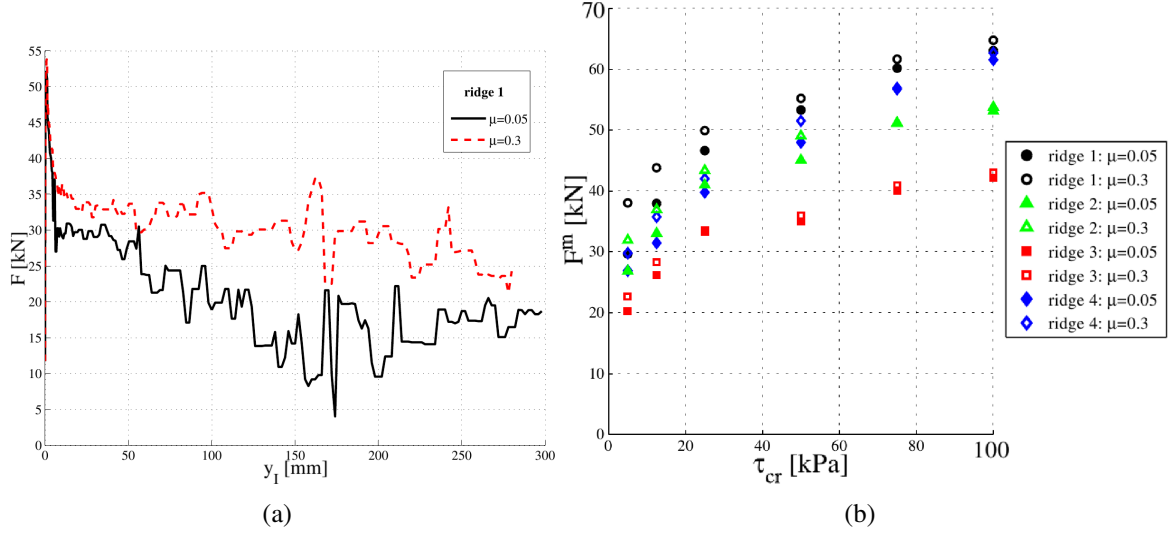 55
50
45
40
35
30
25
20
15
10
5
0
F [kN]
0 50 100 150 200 250 300
y_I [mm]
ridge 1
μ=0.05
μ=0.3
(a)
70
60
50
40
30
20
10
0
F^m [kN]
0 20 40 60 80 100
τ_cr [kPa]
ridge 1: μ=0.05
ridge 1: μ=0.3
ridge 2: μ=0.05
ridge 2: μ=0.3
ridge 3: μ=0.05
ridge 3: μ=0.3
ridge 4: μ=0.05
ridge 4: μ=0.3
(b)